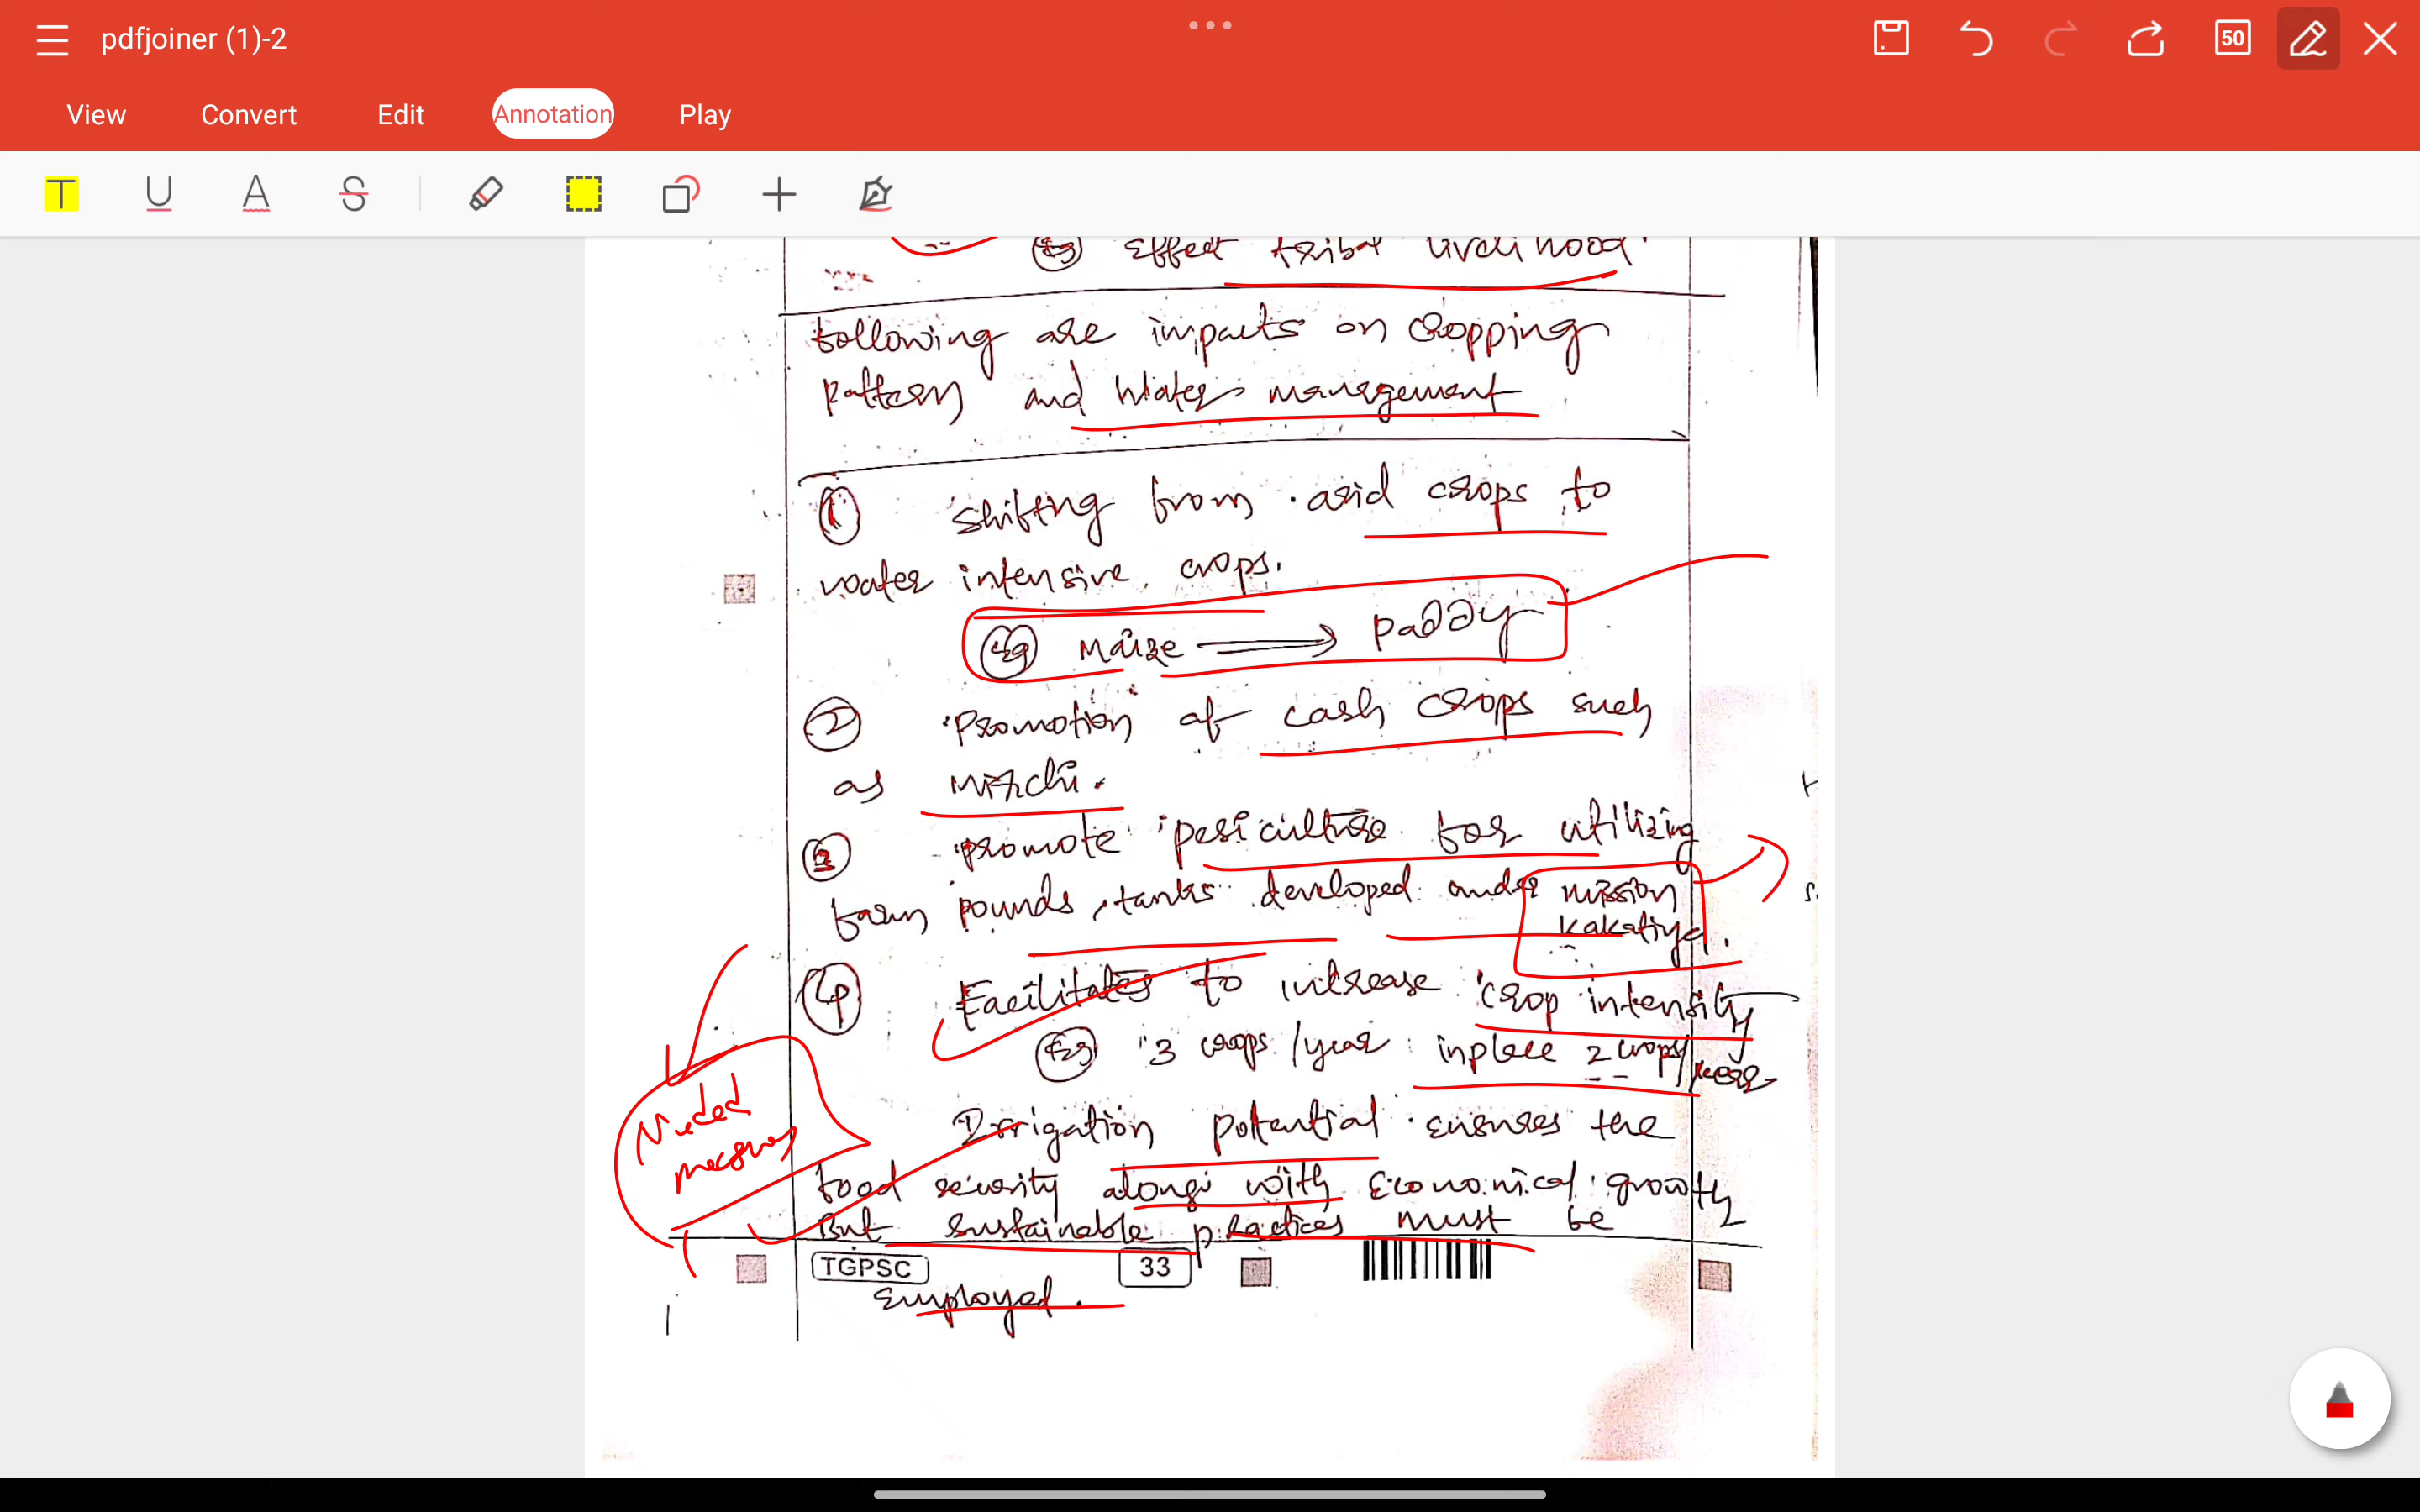 pdfjoiner (1)-2
50
View Convert Edit Annotation Play
T U A S
Eg Effect tribal livelihood.
following are impacts on cropping
pattern and Water management
① shifting from arid crops to
water intensive crops.
Eg Maize ⟹ paddy
② Promotion of cash crops such
as mirchi.
③ promote pesiculture for utilizing
farm pounds, tanks developed under mission
Kakatiya.
④ Facilitates to increase crop intensity
Eg 3 crops /year inplace 2 crops/year
Needed
measures
Irrigation potential ensures the
food security along with Economical growth
But sustainable practices must be
TGPSC 33
Employed.